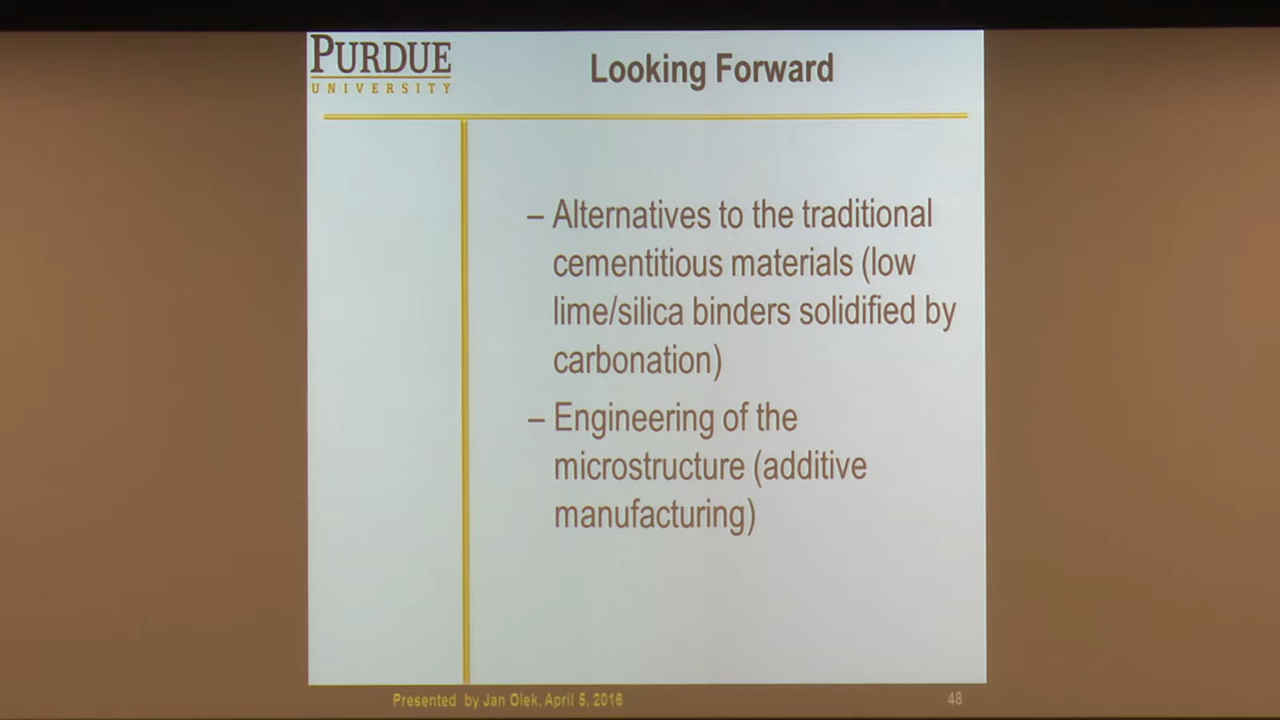 PURDUE
UNIVERSITY
Looking Forward
– Alternatives to the traditional
cementitious materials (low
lime/silica binders solidified by
carbonation)
– Engineering of the
microstructure (additive
manufacturing)
Presented by Jan Olek, April 5, 2016
48